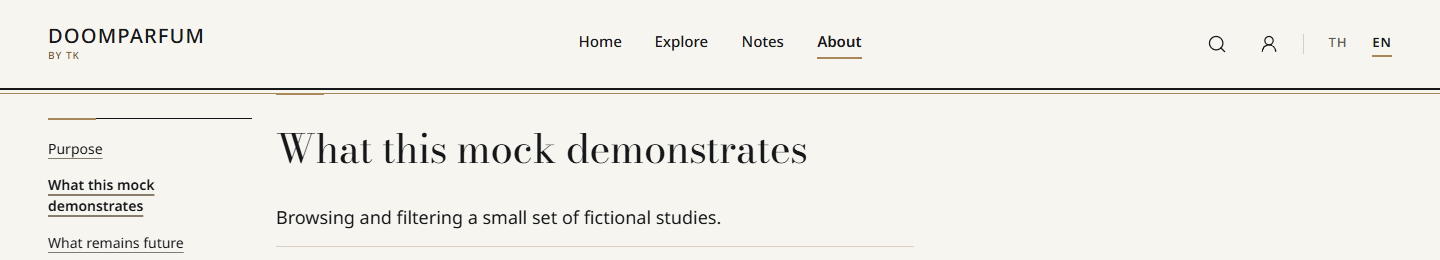 DOOMPARFUM
BY TK
Home Explore Notes About
TH EN
Purpose
What this mock
demonstrates
What remains future
What this mock demonstrates
Browsing and filtering a small set of fictional studies.